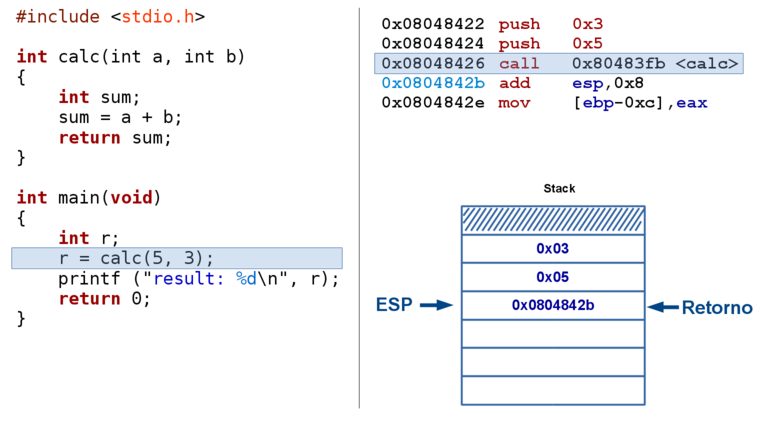 #include <stdio.h>
int calc(int a, int b)
{
int sum;
sum = a + b;
return sum;
}
int main(void)
{
int r;
r = calc(5, 3);
printf ("result: %d\n", r);
return 0;
}
0x08048422 push 0x3
0x08048424 push 0x5
0x08048426 call 0x80483fb <calc>
0x0804842b add esp,0x8
0x0804842e mov [ebp-0xc],eax
Stack
0x03
0x05
ESP 0x0804842b Retorno